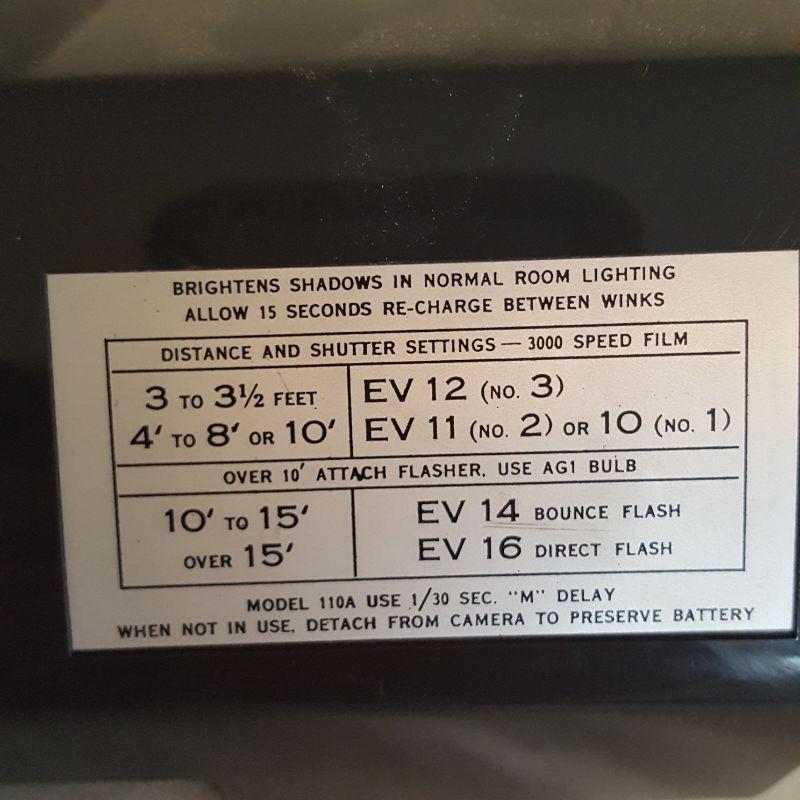 BRIGHTENS SHADOWS IN NORMAL ROOM LIGHTING
ALLOW 15 SECONDS RE-CHARGE BETWEEN WINKS
DISTANCE AND SHUTTER SETTINGS — 3000 SPEED FILM
3 TO 3½ FEET EV 12 (NO. 3)
4' TO 8' OR 10' EV 11 (NO. 2) OR 10 (NO. 1)
OVER 10' ATTACH FLASHER, USE AG1 BULB
10' TO 15' EV 14 BOUNCE FLASH
OVER 15' EV 16 DIRECT FLASH
MODEL 110A USE 1/30 SEC. "M" DELAY
WHEN NOT IN USE, DETACH FROM CAMERA TO PRESERVE BATTERY